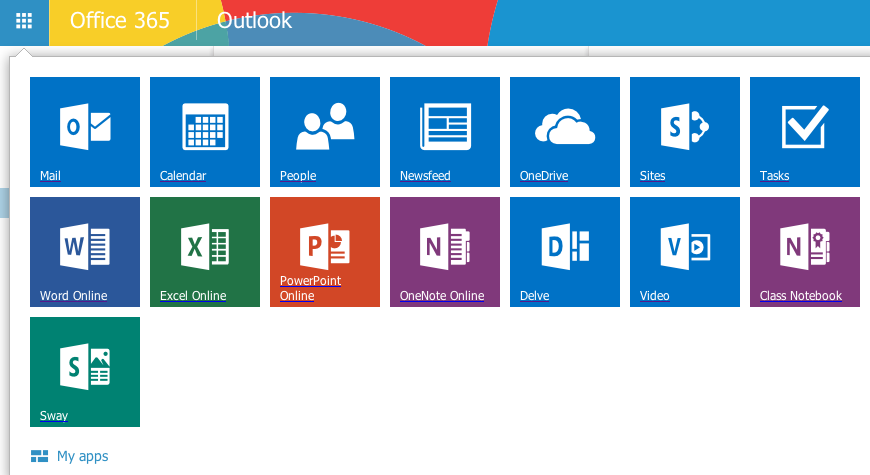 Office 365 Outlook
Mail Calendar People Newsfeed OneDrive Sites Tasks
PowerPoint
Word Online Excel Online Online OneNote Online Delve Video Class Notebook
Sway
My apps